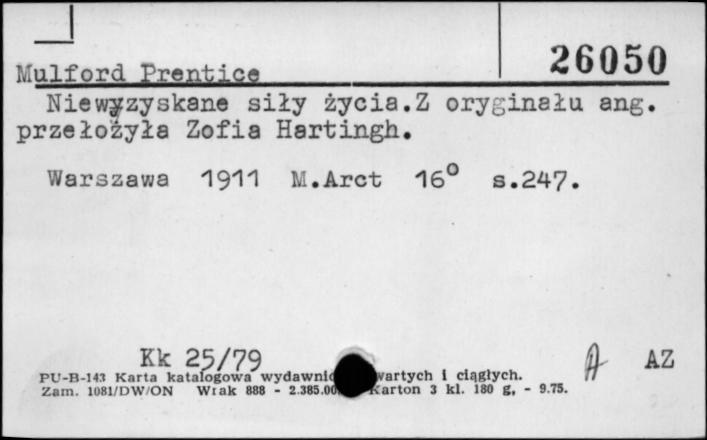 26050
Mulford Prentice
Niewyzyskane siły życia.Z oryginału ang.
przełożyła Zofia Hartingh.
Warszawa 1911 M.Arct 16° s.247.
Kk 25/79 AZ
PU-B-143 Karta katalogowa wydawnic wartych i ciągłych.
Zam. 1081/DW/ON Wrak 888 - 2.385.00 Karton 3 kl. 180 g, - 9.75.